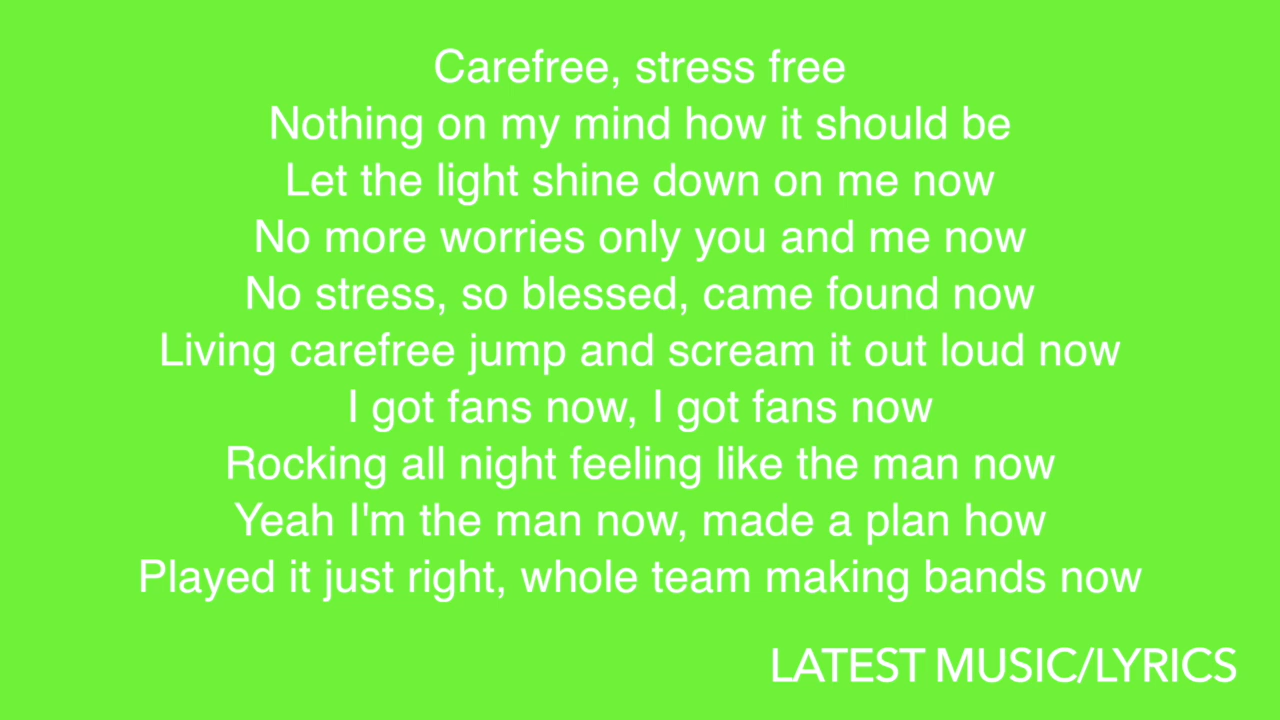 Carefree, stress free
Nothing on my mind how it should be
Let the light shine down on me now
No more worries only you and me now
No stress, so blessed, came found now
Living carefree jump and scream it out loud now
I got fans now, I got fans now
Rocking all night feeling like the man now
Yeah I'm the man now, made a plan how
Played it just right, whole team making bands now
LATEST MUSIC/LYRICS